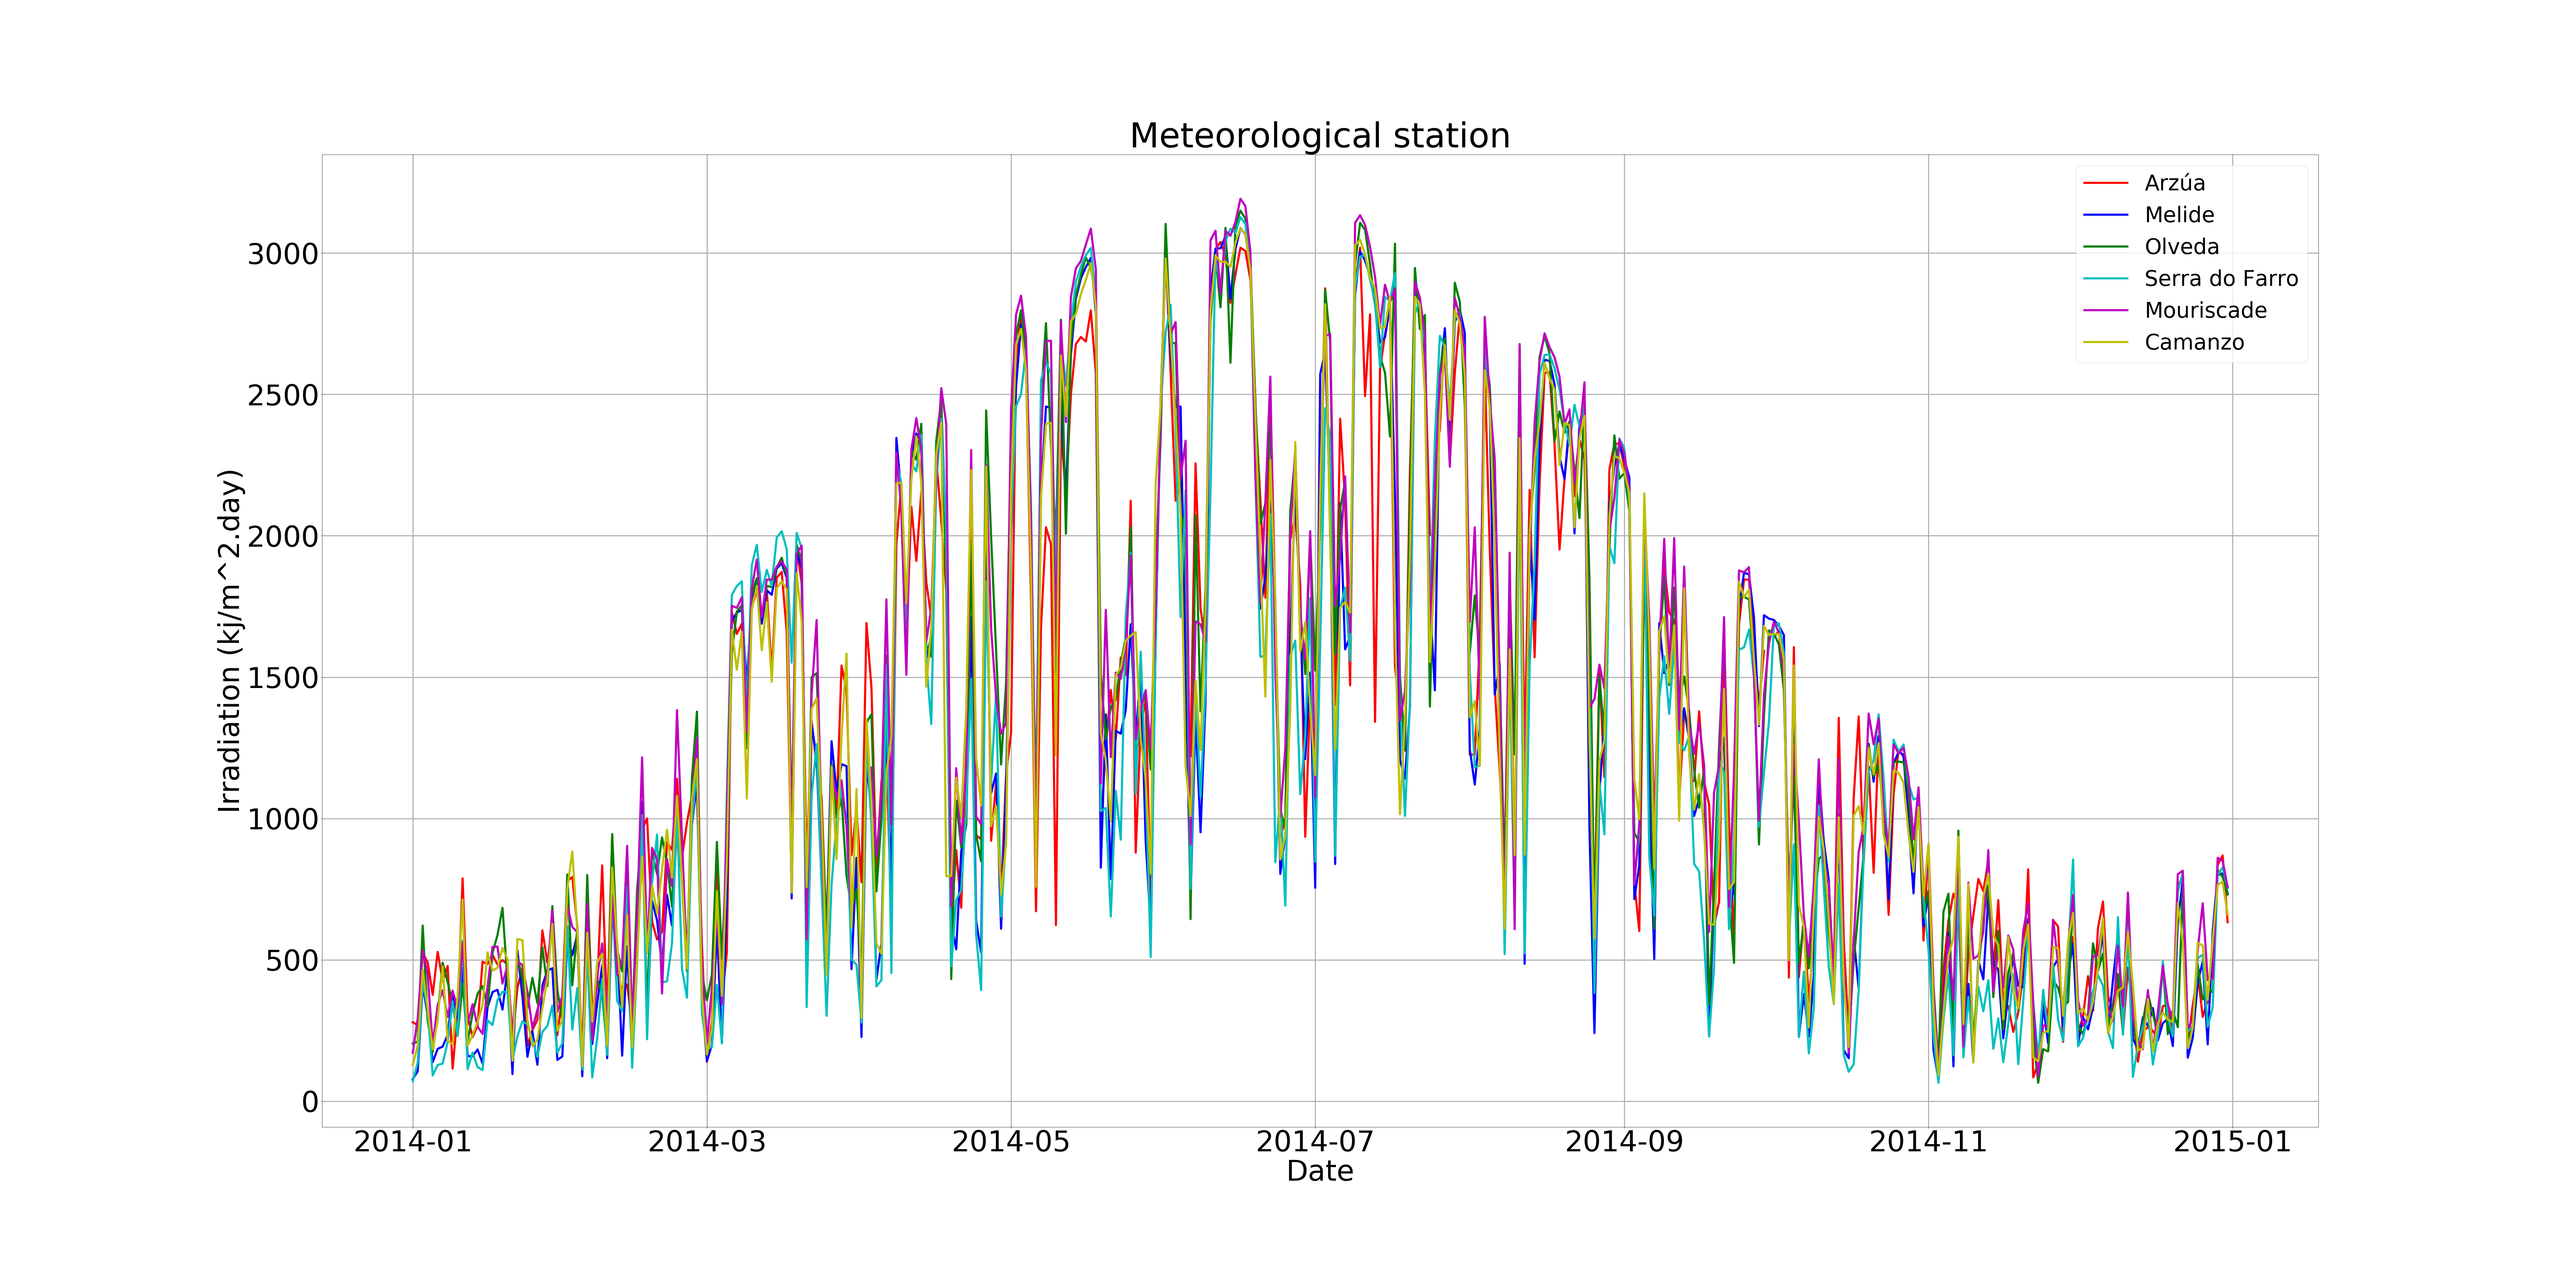 Meteorological station
Arzúa
Melide
Olveda
Serra do Farro
Mouriscade
Camanzo
Irradiation (kj/m^2.day)
3000
2500
2000
1500
1000
500
0
2014-01 2014-03 2014-05 2014-07 2014-09 2014-11 2015-01
Date